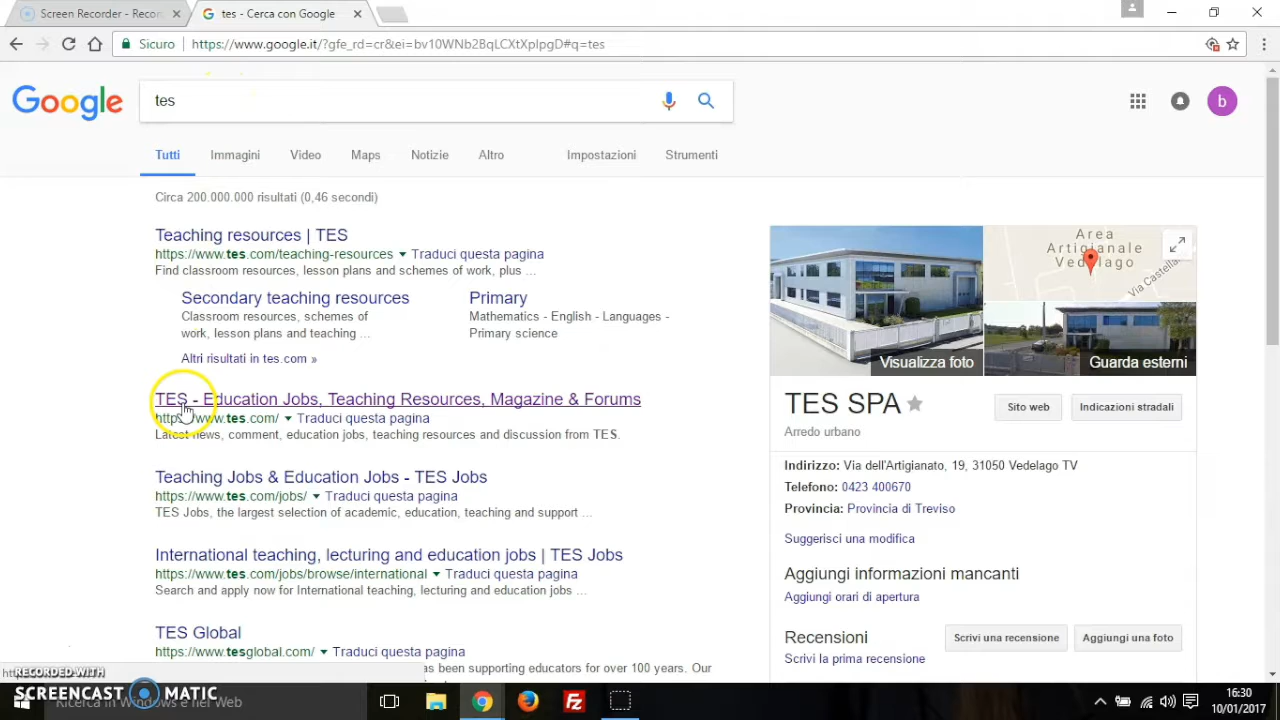 Screen Recorder - Recor
tes - Cerca con Google
Sicuro
https://www.google.it/?gfe_rd=cr&ei=bv10WNb2BqLCXtXpIpgD#q=tes
Google
tes
b
Tutti
Immagini
Video
Maps
Notizie
Altro
Impostazioni
Strumenti
Circa 200.000.000 risultati (0,46 secondi)
Teaching resources | TES
https://www.tes.com/teaching-resources Traduci questa pagina
Find classroom resources, lesson plans and schemes of work, plus ...
Secondary teaching resources
Classroom resources, schemes of
work, lesson plans and teaching ...
Primary
Mathematics - English - Languages -
Primary science
Altri risultati in tes.com »
TES - Education Jobs, Teaching Resources, Magazine & Forums
https://www.tes.com/ Traduci questa pagina
Latest news, comment, education jobs, teaching resources and discussion from TES.
Teaching Jobs & Education Jobs - TES Jobs
https://www.tes.com/jobs/ Traduci questa pagina
TES Jobs, the largest selection of academic, education, teaching and support ...
International teaching, lecturing and education jobs | TES Jobs
https://www.tes.com/jobs/browse/international Traduci questa pagina
Search and apply now for International teaching, lecturing and education jobs ...
TES Global
https://www.tesglobal.com/ Traduci questa pagina
has been supporting educators for over 100 years. Our
Area
Artigianale
Vedelago
Via Castella
Visualizza foto
Guarda esterni
TES SPA
Sito web
Indicazioni stradali
Arredo urbano
Indirizzo: Via dell'Artigianato, 19, 31050 Vedelago TV
Telefono: 0423 400670
Provincia: Provincia di Treviso
Suggerisci una modifica
Aggiungi informazioni mancanti
Aggiungi orari di apertura
Recensioni
Scrivi una recensione
Aggiungi una foto
Scrivi la prima recensione
RECORDED WITH
SCREENCAST MATIC
Ricerca in Windows e nel Web
16:30
10/01/2017